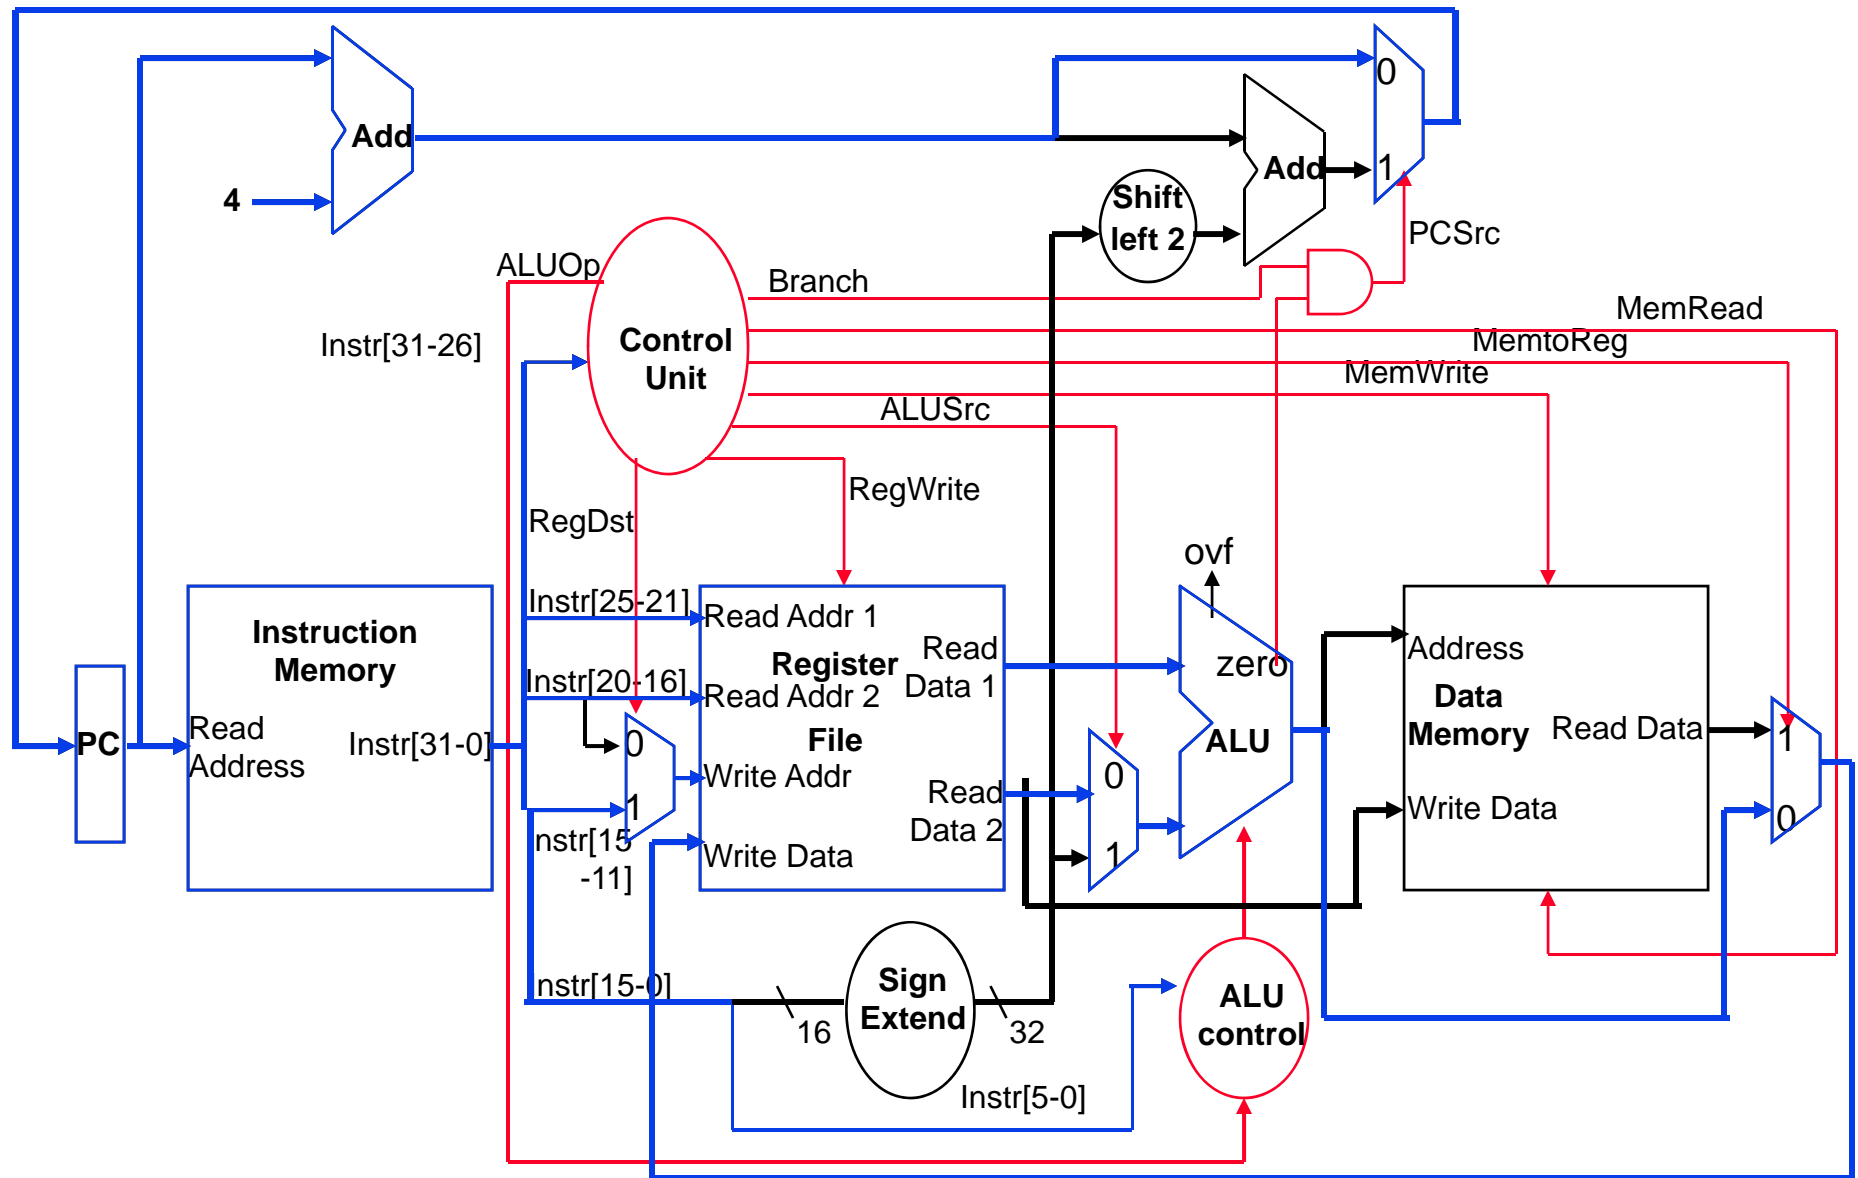 0
Add
Add
1
4
Shift
left 2
PCSrc
ALUOp
Branch
MemRead
Instr[31-26]
Control
Unit
MemtoReg
MemWrite
ALUSrc
RegWrite
RegDst
ovf
Instr[25-21]
Read Addr 1
Instruction
Memory
Register
Read
Data 1
zero
Address
Instr[20-16]
Read Addr 2
Data
Memory
Read Data
1
PC
Read
Address
Instr[31-0]
0
File
ALU
Write Addr
0
Read
Data 2
1
Write Data
0
nstr[15
-11]
Write Data
1
Instr[15-0]
Sign
Extend
16
32
ALU
control
Instr[5-0]